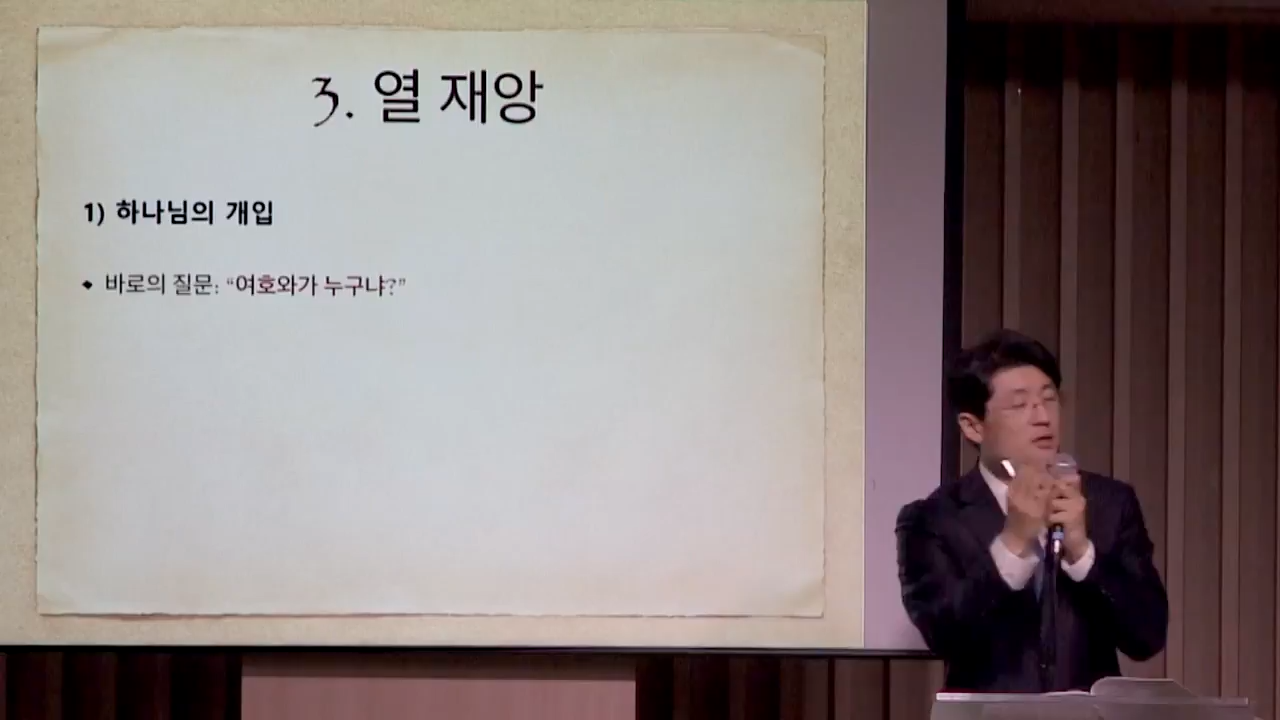 3. 열 재앙
1) 하나님의 개입
◆ 바로의 질문: “여호와가 누구냐?”